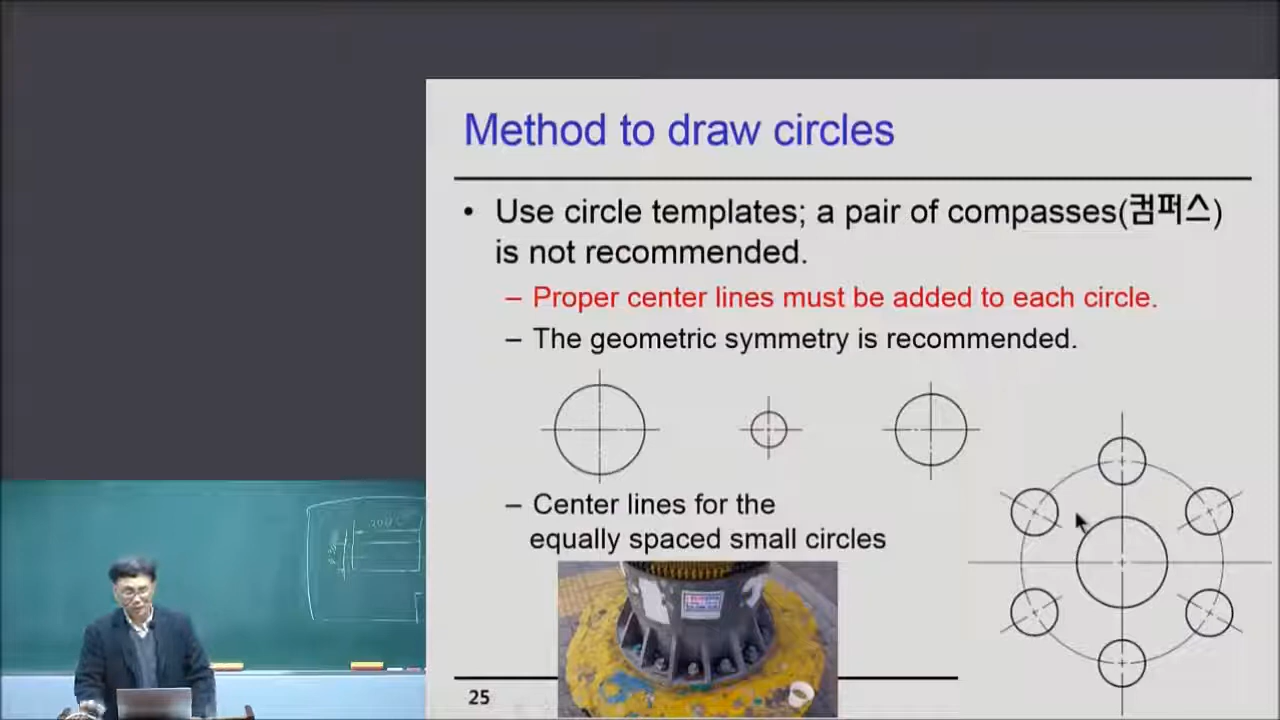 Method to draw circles
• Use circle templates; a pair of compasses(컴퍼스)
is not recommended.
– Proper center lines must be added to each circle.
– The geometric symmetry is recommended.
– Center lines for the
equally spaced small circles
25